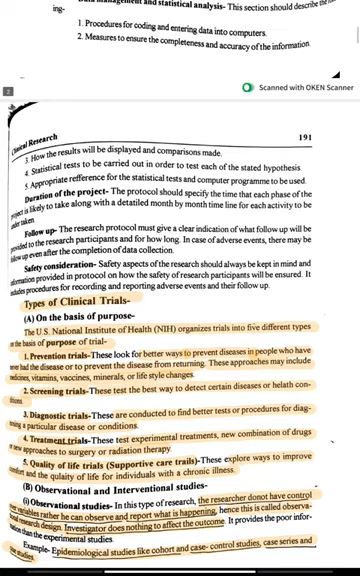 ing-
Data management and statistical analysis- This section should describe the
1. Procedures for coding and entering data into computers.
2. Measures to ensure the completeness and accuracy of the information.
2
Scanned with OKEN Scanner
Clinical Research
191
3. How the results will be displayed and comparisons made.
4. Statistical tests to be carried out in order to test each of the stated hypothesis.
5. Appropriate refference for the statistical tests and computer programme to be used.
Duration of the project- The protocol should specify the time that each phase of the
project is likely to take along with a detailed month by month time line for each activity to be
under taken.
Follow up- The research protocol must give a clear indication of what follow up will be
provided to the research participants and for how long. In case of adverse events, there may be
follow up even after the completion of data collection.
Safety consideration- Safety aspects of the research should always be kept in mind and
information provided in protocol on how the safety of research participants will be ensured. It
includes procedures for recording and reporting adverse events and their follow up.
Types of Clinical Trials-
(A) On the basis of purpose-
The U.S. National Institute of Health (NIH) organizes trials into five different types
on the basis of purpose of trial-
1. Prevention trials-These look for better ways to prevent diseases in people who have
never had the disease or to prevent the disease from returning. These approaches may include
medicines, vitamins, vaccines, minerals, or life style changes.
2. Screening trials-These test the best way to detect certain diseases or helath con-
ditions.
3. Diagnostic trials-These are conducted to find better tests or procedures for diag-
nosing a particular disease or conditions.
4. Treatment trials-These test experimental treatments, new combination of drugs
or new approaches to surgery or radiation therapy.
5. Quality of life trials (Supportive care trails)-These explore ways to improve
comfort and the qulaity of life for individuals with a chronic illness.
(B) Observational and Interventional studies-
(i) Observational studies- In this type of research, the researcher donot have control
over variables rather he can observe and report what is happening, hence this is called observa-
tional research design. Investigator does nothing to affect the outcome. It provides the poor infor-
mation than the experimental studies.
Example- Epidemiological studies like cohort and case- control studies, case series and
case studies.